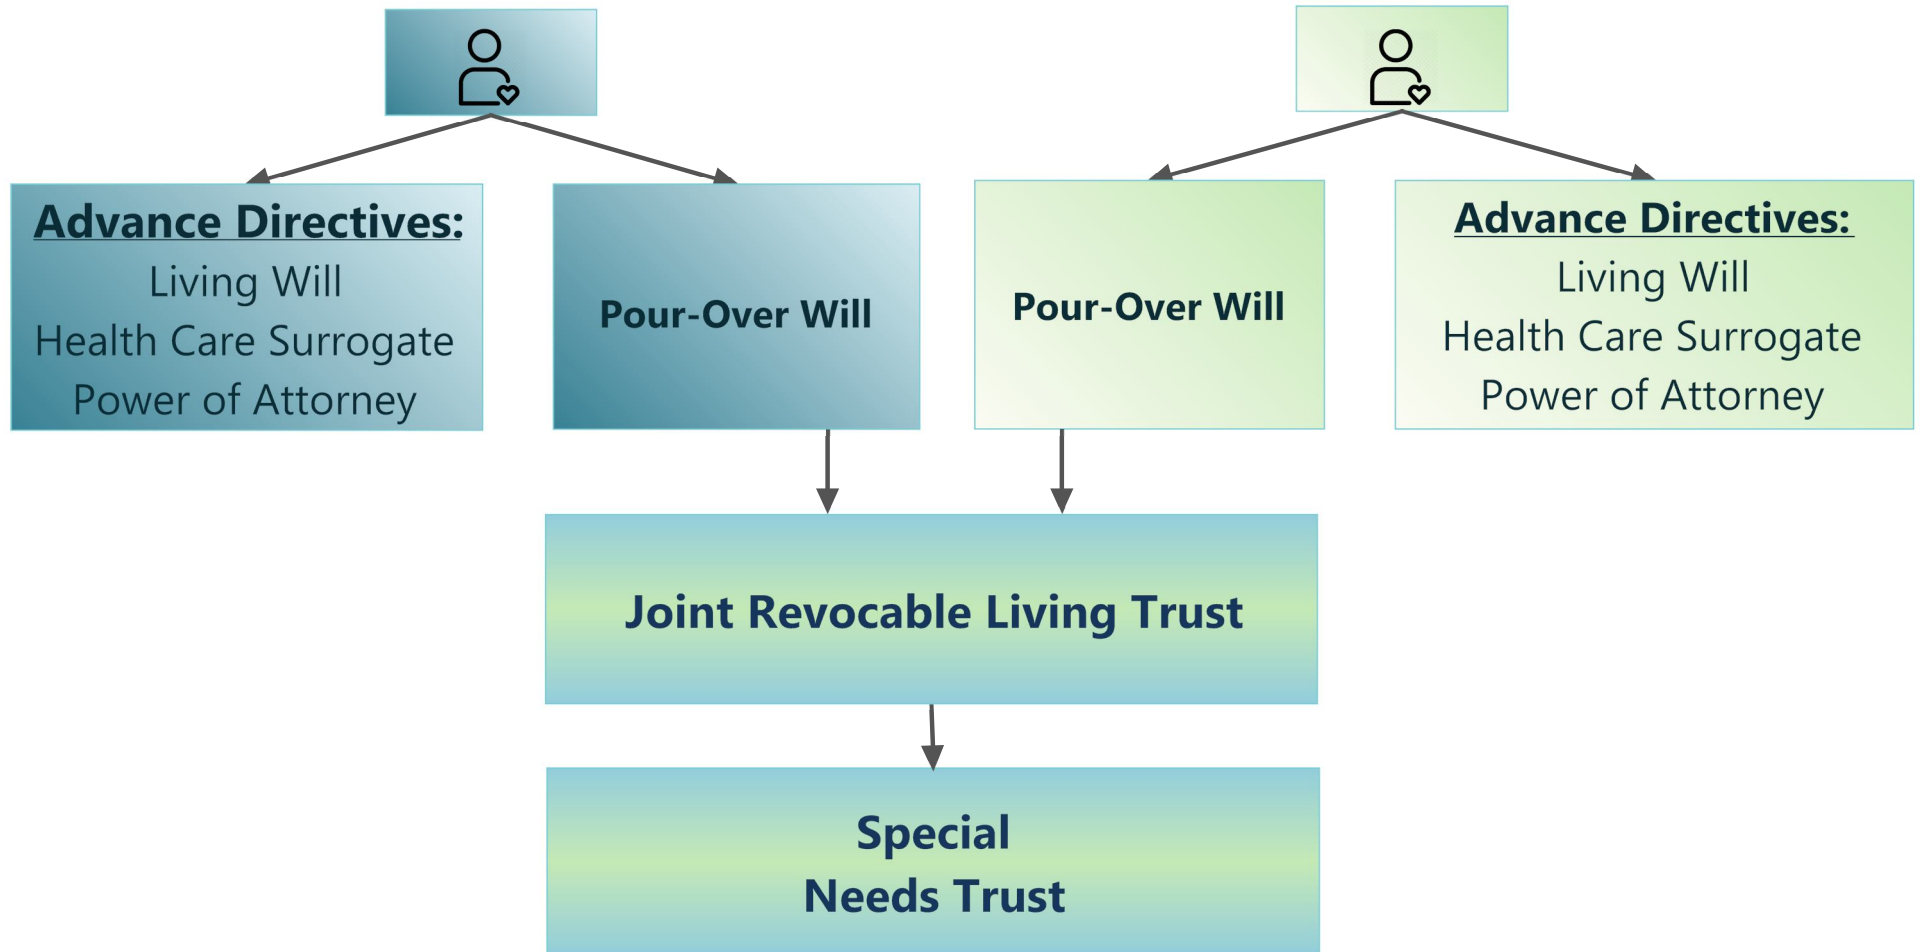 Advance Directives:
Living Will
Health Care Surrogate
Power of Attorney
Pour-Over Will
Pour-Over Will
Advance Directives:
Living Will
Health Care Surrogate
Power of Attorney
Joint Revocable Living Trust
Special
Needs Trust